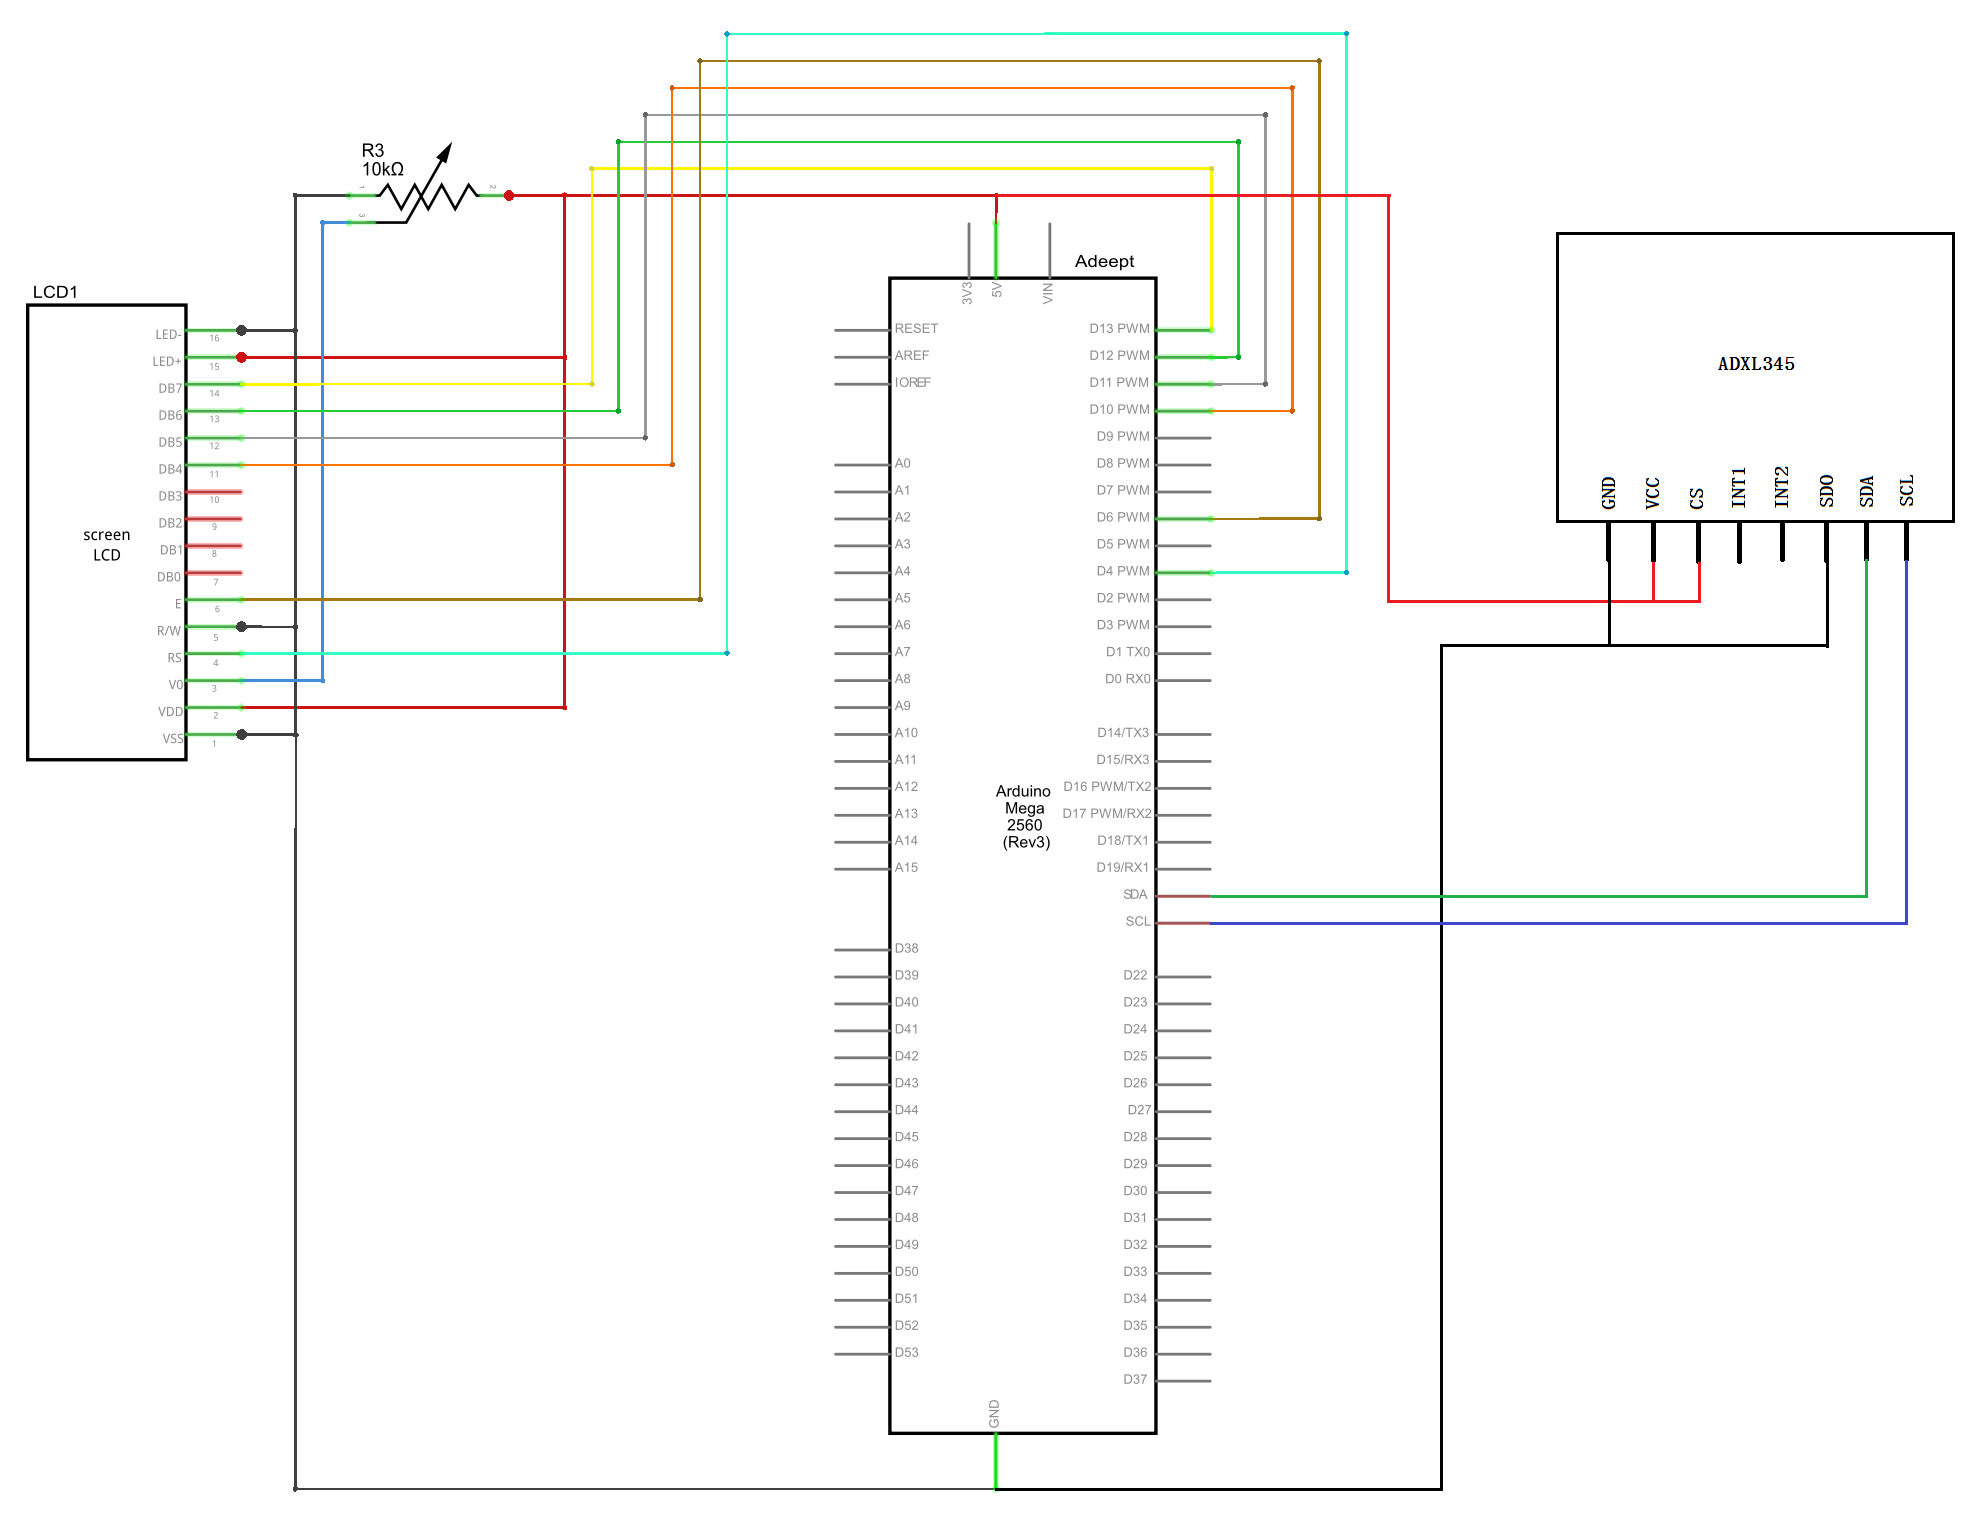 R3
10kΩ
1
2
3
LCD1
LED-
16
LED+
15
DB7
14
DB6
13
DB5
12
DB4
11
DB3
10
DB2
9
DB1
8
DB0
7
E
6
R/W
5
RS
4
V0
3
VDD
2
VSS
1
screen
LCD
Adeept
3V3
5V
VIN
RESET
AREF
IOREF
A0
A1
A2
A3
A4
A5
A6
A7
A8
A9
A10
A11
A12
A13
A14
A15
D38
D39
D40
D41
D42
D43
D44
D45
D46
D47
D48
D49
D50
D51
D52
D53
Arduino
Mega
2560
(Rev3)
D13 PWM
D12 PWM
D11 PWM
D10 PWM
D9 PWM
D8 PWM
D7 PWM
D6 PWM
D5 PWM
D4 PWM
D2 PWM
D3 PWM
D1 TX0
D0 RX0
D14/TX3
D15/RX3
D16 PWM/TX2
D17 PWM/RX2
D18/TX1
D19/RX1
SDA
SCL
D22
D23
D24
D25
D26
D27
D28
D29
D30
D31
D32
D33
D34
D35
D36
D37
GND
ADXL345
GND
VCC
CS
INT1
INT2
SDO
SDA
SCL